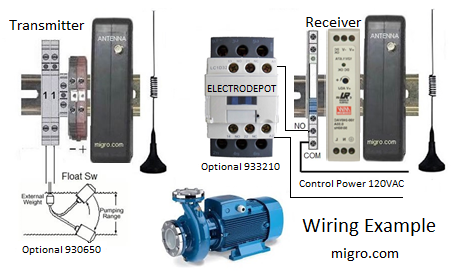 Transmitter
Receiver
ANTENNA
ANTENNA
ELECTRODEPOT
11
NO
migro.com
migro.com
- +
COM
Float Sw
Optional 933210
Control Power 120VAC
External
Weight
Pumping
Range
Wiring Example
Optional 930650
migro.com